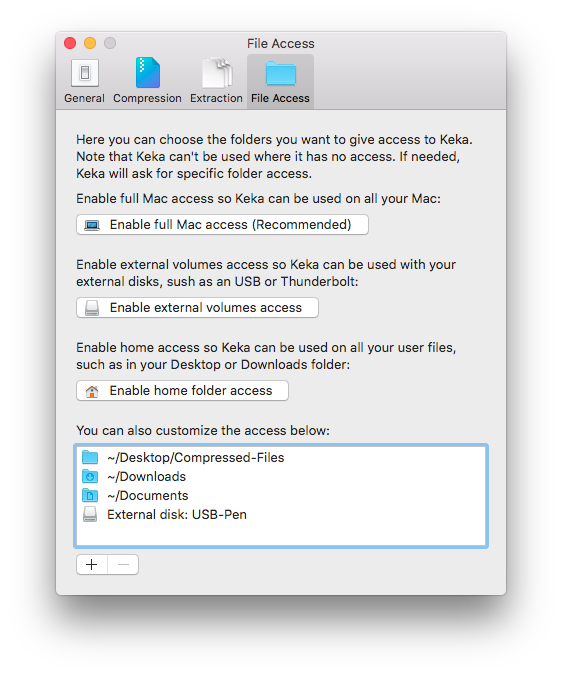 File Access
General
Compression
Extraction
File Access
Here you can choose the folders you want to give access to Keka.
Note that Keka can't be used where it has no access. If needed,
Keka will ask for specific folder access.
Enable full Mac access so Keka can be used on all your Mac:
Enable full Mac access (Recommended)
Enable external volumes access so Keka can be used with your
external disks, sush as an USB or Thunderbolt:
Enable external volumes access
Enable home access so Keka can be used on all your user files,
such as in your Desktop or Downloads folder:
Enable home folder access
You can also customize the access below:
~/Desktop/Compressed-Files
~/Downloads
~/Documents
External disk: USB-Pen